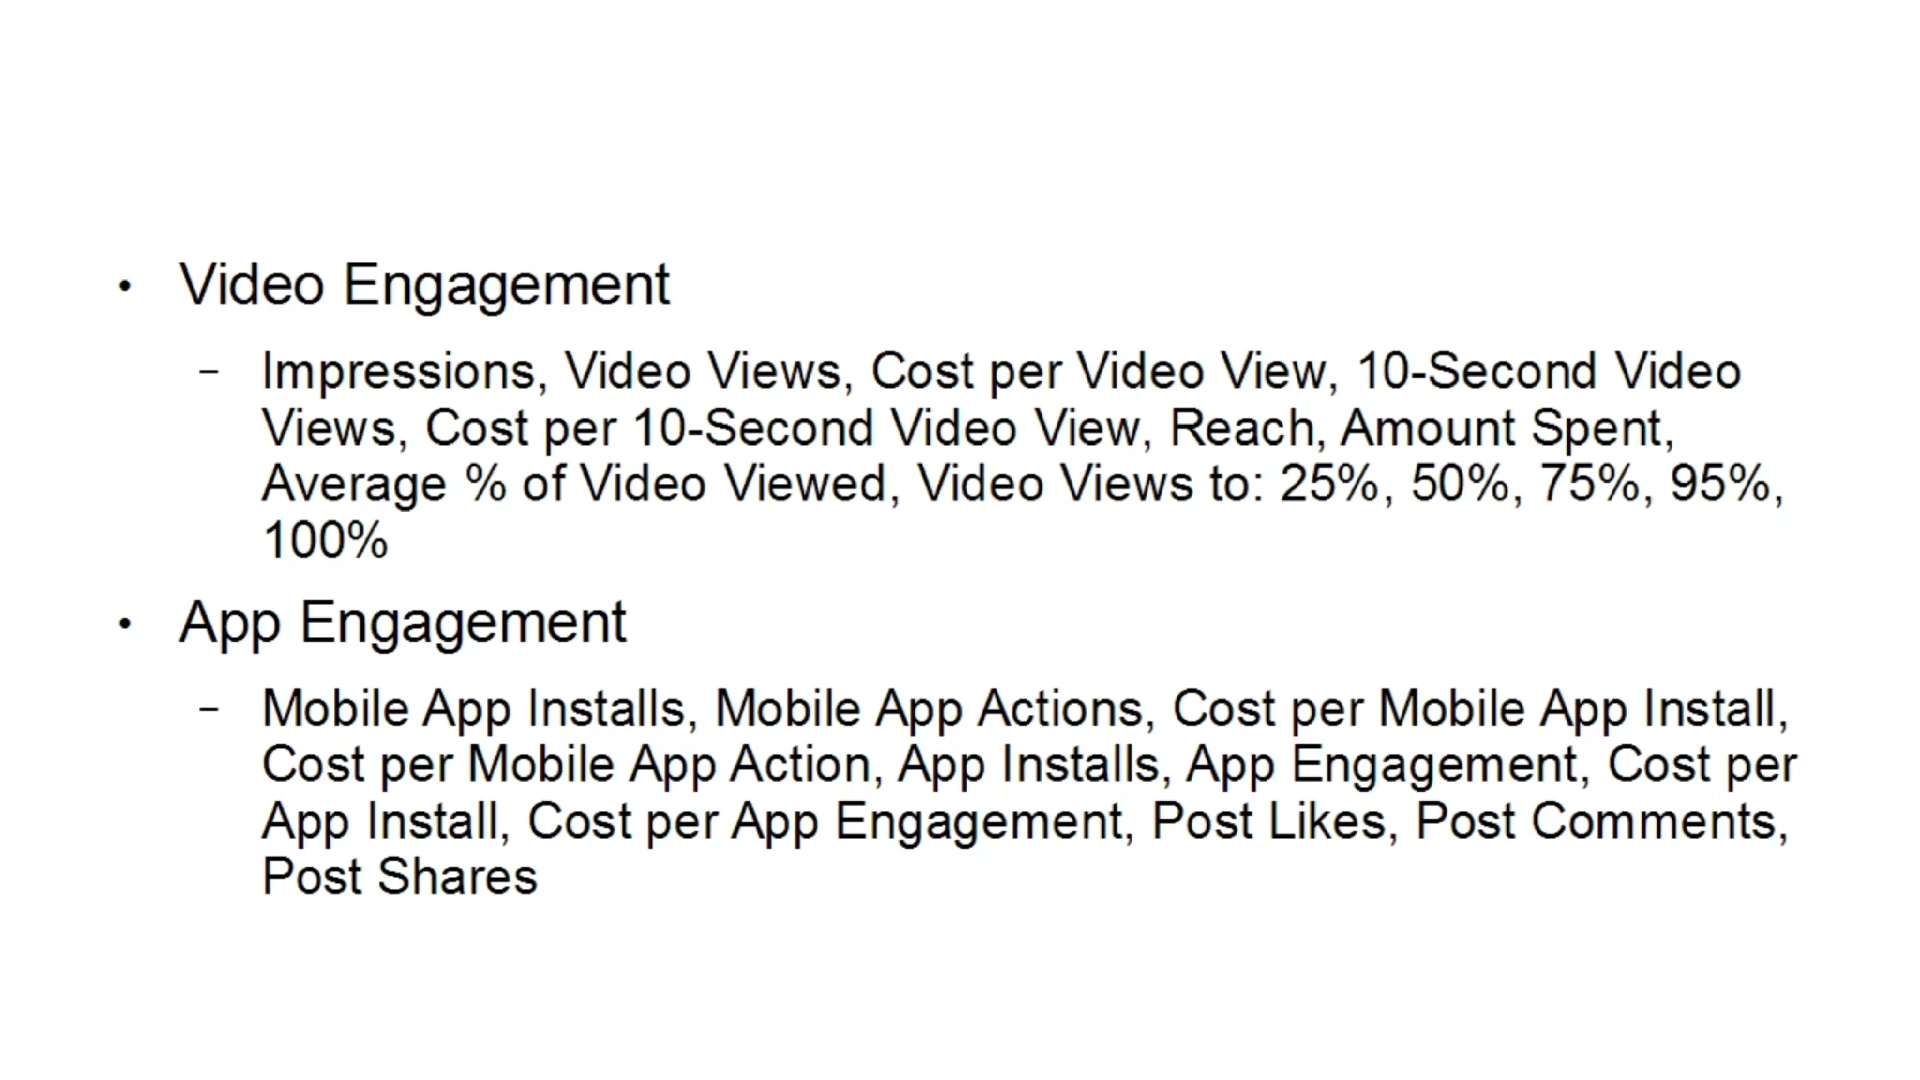 • Video Engagement
– Impressions, Video Views, Cost per Video View, 10-Second Video
Views, Cost per 10-Second Video View, Reach, Amount Spent,
Average % of Video Viewed, Video Views to: 25%, 50%, 75%, 95%,
100%
• App Engagement
– Mobile App Installs, Mobile App Actions, Cost per Mobile App Install,
Cost per Mobile App Action, App Installs, App Engagement, Cost per
App Install, Cost per App Engagement, Post Likes, Post Comments,
Post Shares